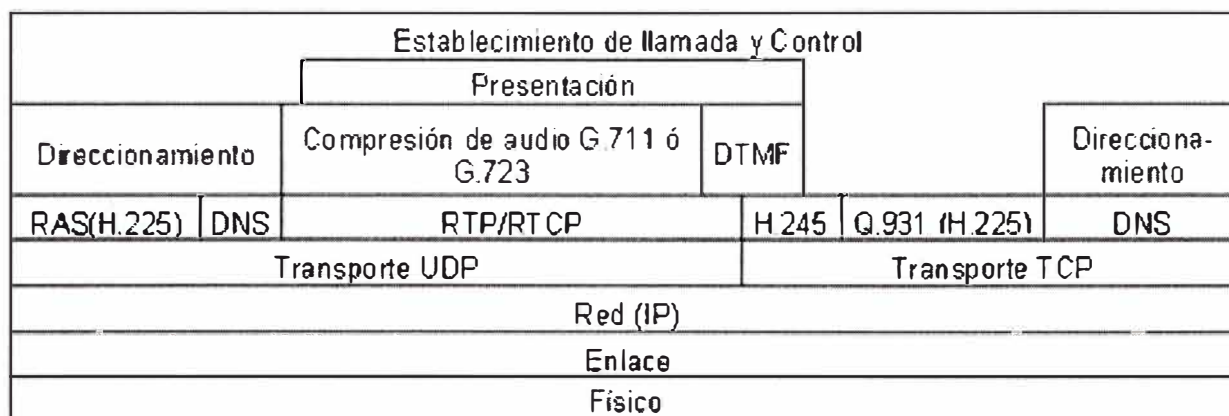 Establecimiento de llamada y Control
Presentación
Direccionamiento
Compresión de audio G.711 ó
G.723
DTMF
Direcciona-
miento
RAS(H.225)
DNS
RTP/RTCP
H.245
Q.931 (H.225)
DNS
Transporte UDP
Transporte TCP
Red (IP)
Enlace
Físico